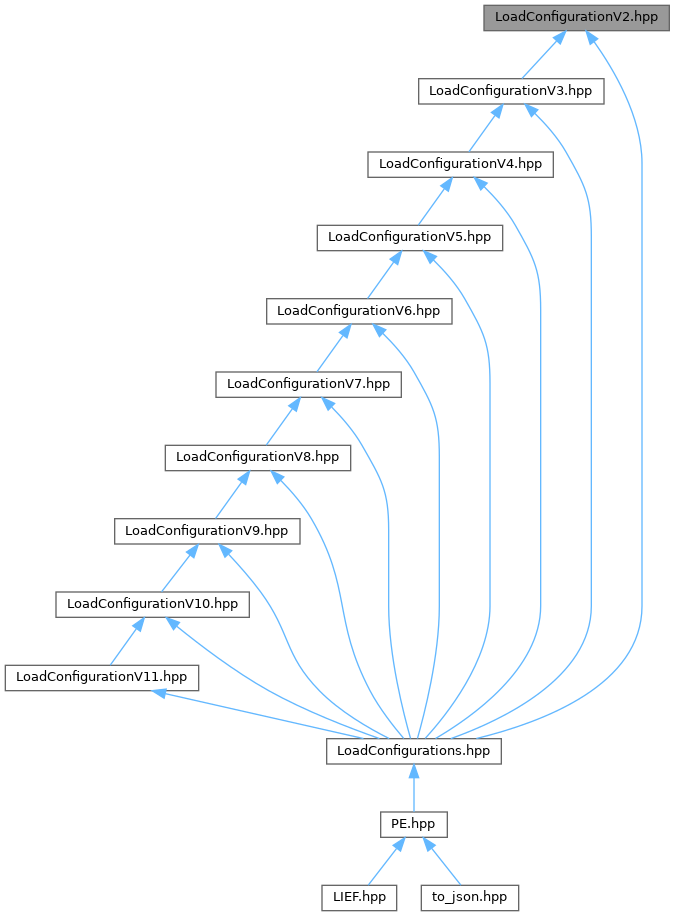 LoadConfigurationV2.hpp
LoadConfigurationV3.hpp
LoadConfigurationV4.hpp
LoadConfigurationV5.hpp
LoadConfigurationV6.hpp
LoadConfigurationV7.hpp
LoadConfigurationV8.hpp
LoadConfigurationV9.hpp
LoadConfigurationV10.hpp
LoadConfigurationV11.hpp
LoadConfigurations.hpp
PE.hpp
LIEF.hpp
to_json.hpp